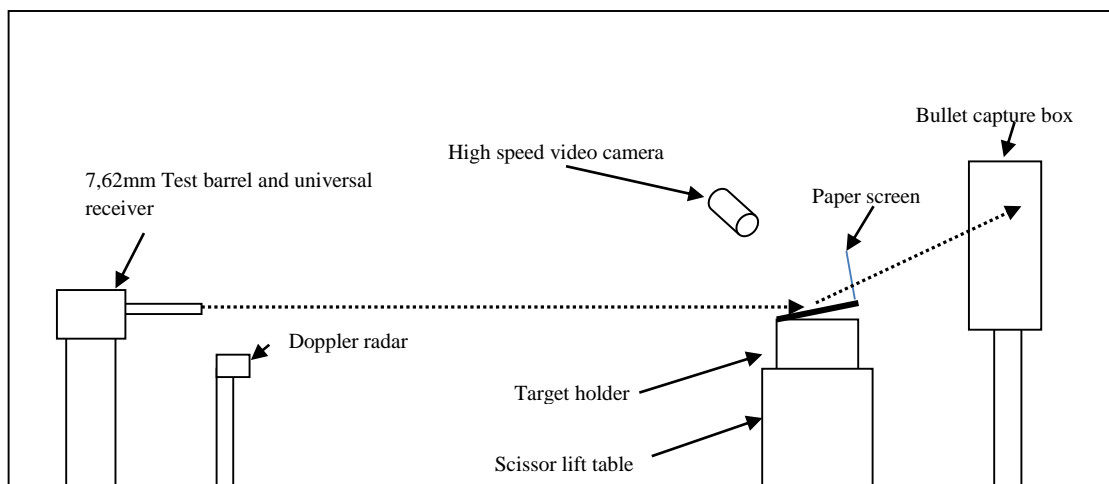 Bullet capture box
High speed video camera
7,62mm Test barrel and universal
receiver
Paper screen
Doppler radar
Target holder
Scissor lift table